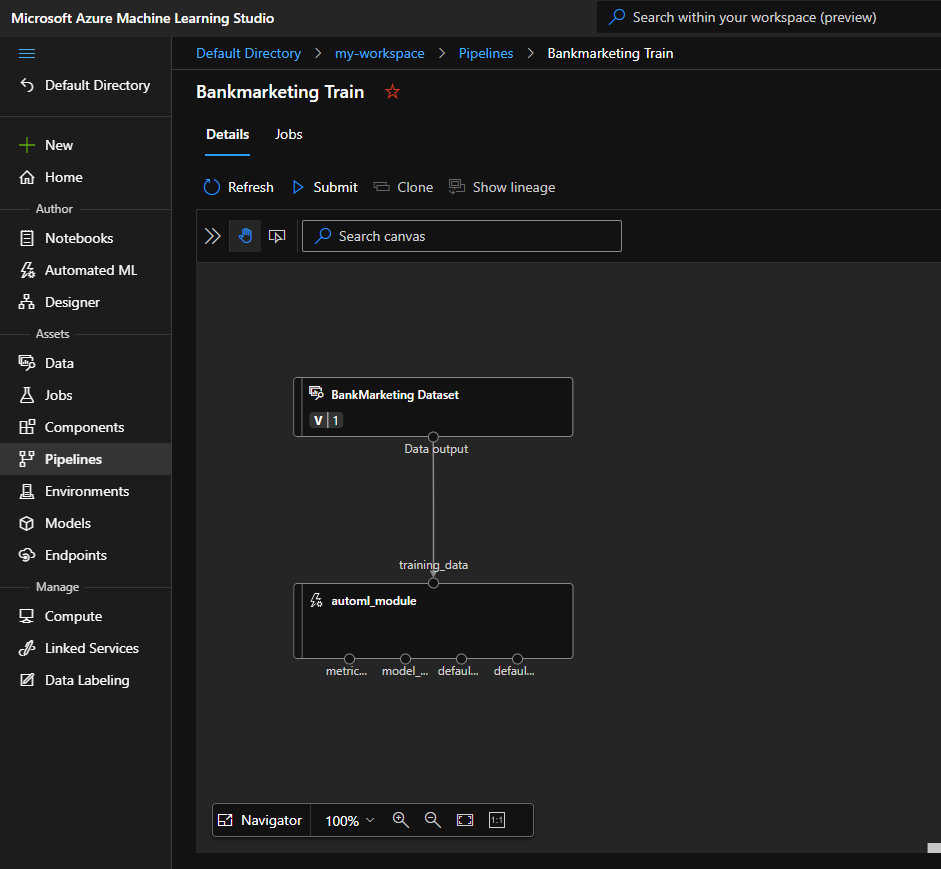 Microsoft Azure Machine Learning Studio
Search within your workspace (preview)
Default Directory
New
Home
Author
Notebooks
Automated ML
Designer
Assets
Data
Jobs
Components
Pipelines
Environments
Models
Endpoints
Manage
Compute
Linked Services
Data Labeling
Default Directory > my-workspace > Pipelines > Bankmarketing Train
Bankmarketing Train
Details Jobs
Refresh Submit Clone Show lineage
Search canvas
BankMarketing Dataset
V 1
Data output
training_data
automl_module
metric... model_... defaul... defaul...
Navigator 100% 1:1